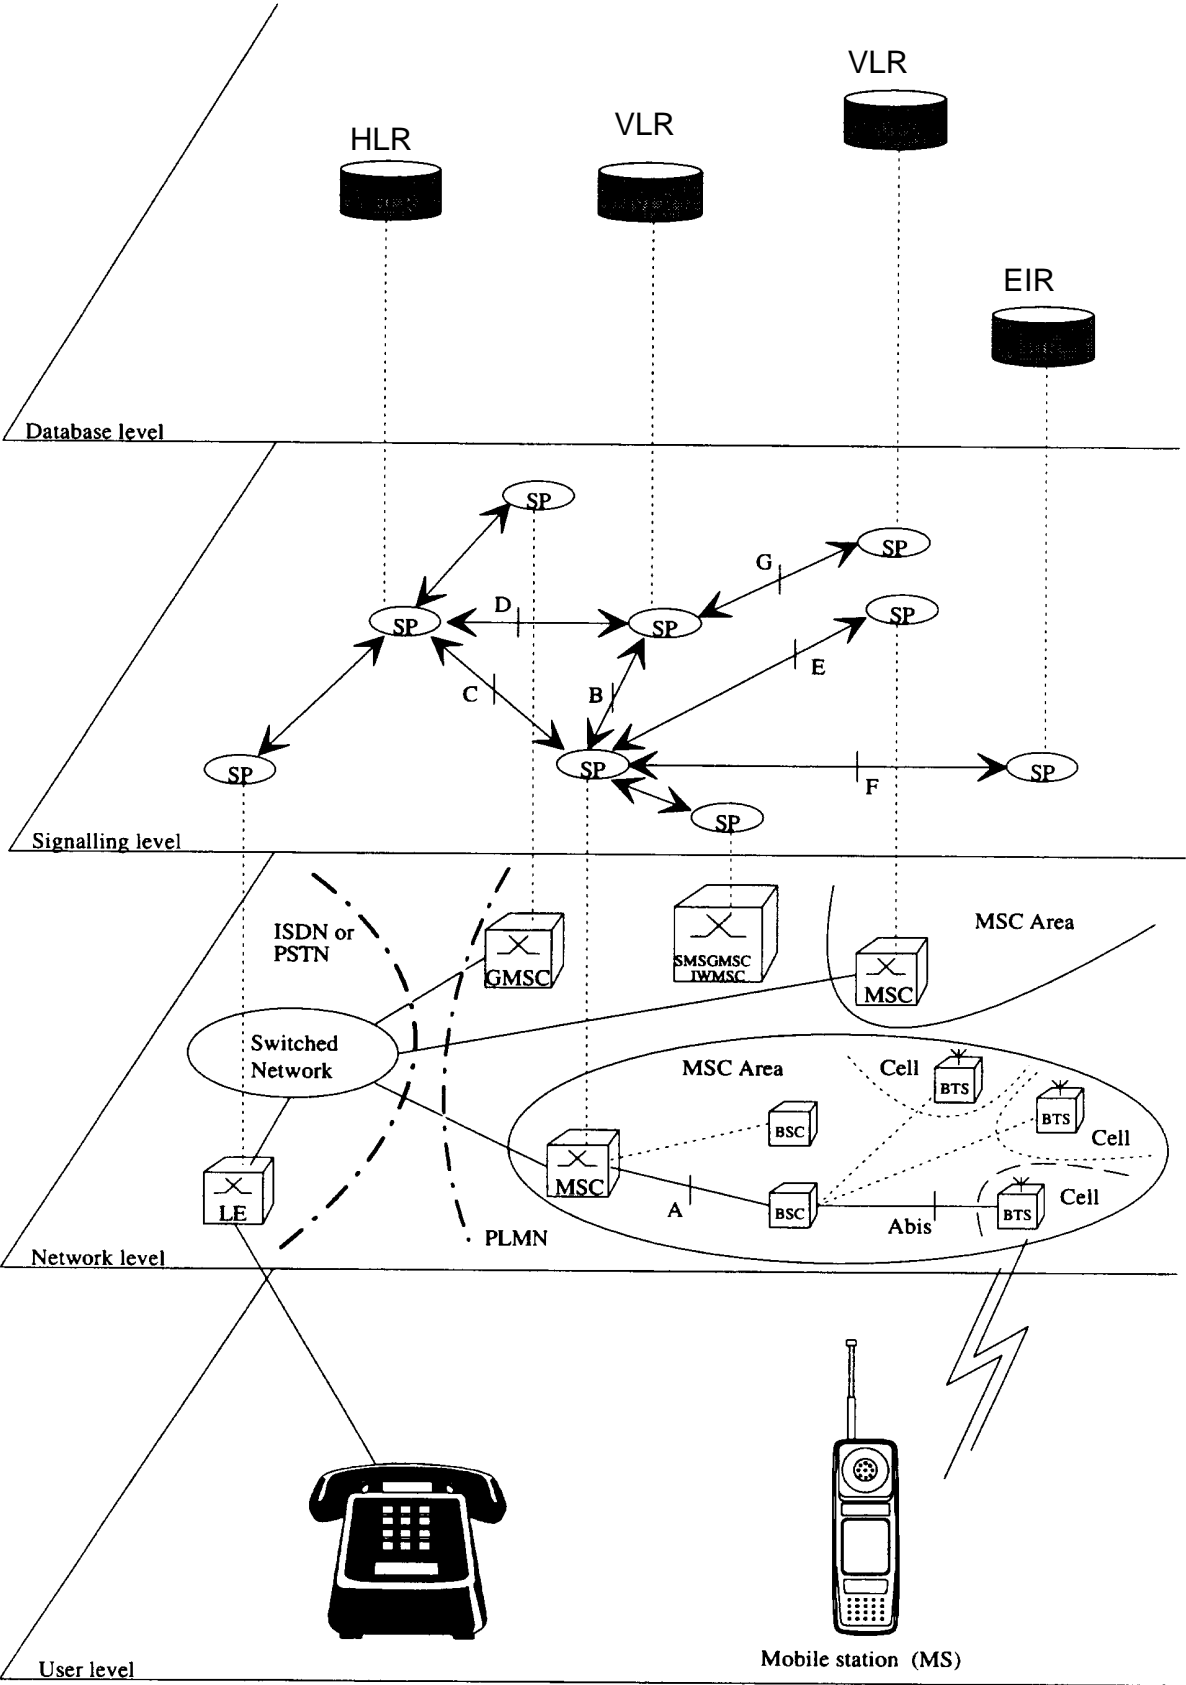 VLR
VLR
HLR
EIR
Database level
SP
SP
G
D
SP
SP
SP
E
C
B
SP
SP
SP
F
SP
Signalling level
MSC Area
ISDN or
PSTN
SMSGMSC
IWMSC
GMSC
MSC
Switched
Network
MSC Area
Cell
BTS
BTS
BSC
Cell
MSC
LE
A
BSC
Abis
BTS
Cell
PLMN
Network level
Mobile station (MS)
User level